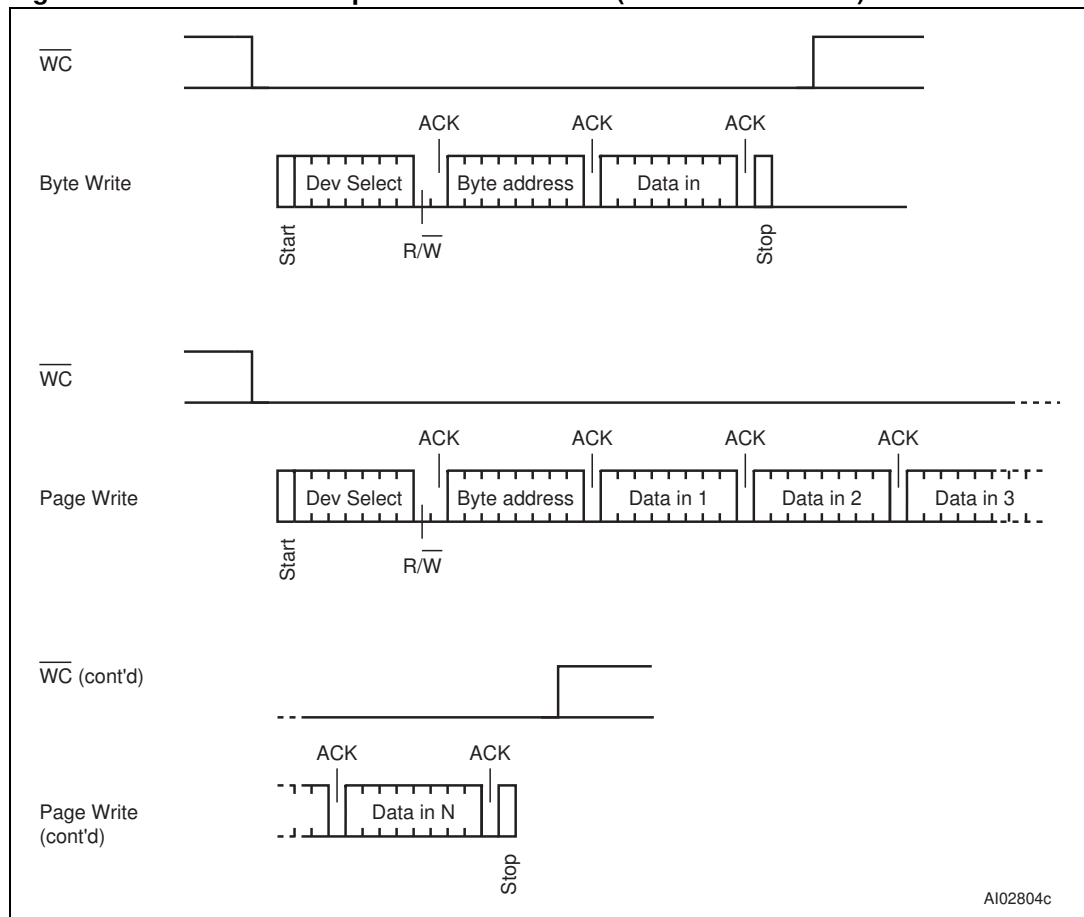 WC
ACK ACK ACK
Byte Write Dev Select Byte address Data in
Start R/W Stop
WC
ACK ACK ACK ACK
Page Write Dev Select Byte address Data in 1 Data in 2 Data in 3
Start R/W
WC (cont'd)
ACK ACK
Page Write
(cont'd)
Data in N
Stop
AI02804c